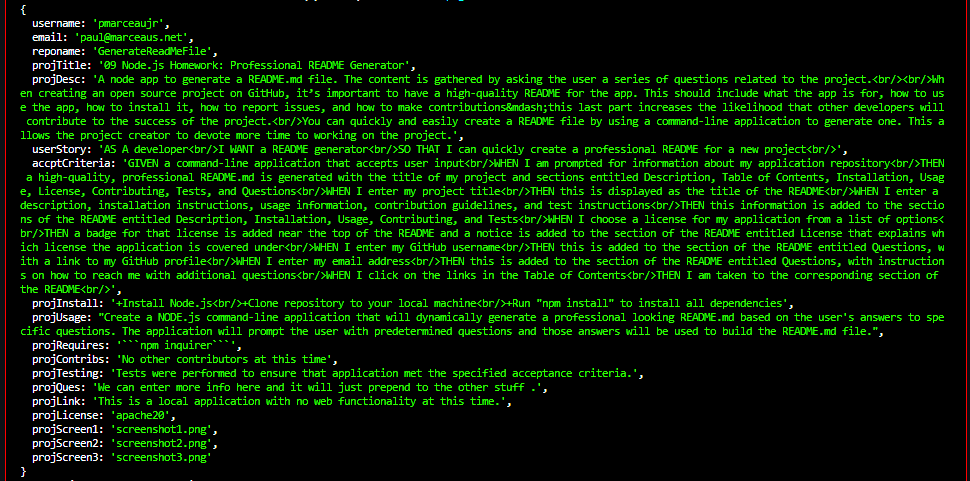 {
username: 'pmarceaujr',
email: 'paul@marceaus.net',
reponame: 'GenerateReadMeFile',
projTitle: '09 Node.js Homework: Professional README Generator',
projDesc: 'A node app to generate a README.md file. The content is gathered by asking the user a series of questions related to the project.<br/><br/>Wh
en creating an open source project on GitHub, it’s important to have a high-quality README for the app. This should include what the app is for, how to us
e the app, how to install it, how to report issues, and how to make contributions&mdash;this last part increases the likelihood that other developers will
contribute to the success of the project.<br/>You can quickly and easily create a README file by using a command-line application to generate one. This a
llows the project creator to devote more time to working on the project.',
userStory: 'AS A developer<br/>I WANT a README generator<br/>SO THAT I can quickly create a professional README for a new project<br/>',
accptCriteria: 'GIVEN a command-line application that accepts user input<br/>WHEN I am prompted for information about my application repository<br/>THEN
a high-quality, professional README.md is generated with the title of my project and sections entitled Description, Table of Contents, Installation, Usag
e, License, Contributing, Tests, and Questions<br/>WHEN I enter my project title<br/>THEN this is displayed as the title of the README<br/>WHEN I enter a
description, installation instructions, usage information, contribution guidelines, and test instructions<br/>THEN this information is added to the sectio
ns of the README entitled Description, Installation, Usage, Contributing, and Tests<br/>WHEN I choose a license for my application from a list of options<
br/>THEN a badge for that license is added near the top of the README and a notice is added to the section of the README entitled License that explains wh
ich license the application is covered under<br/>WHEN I enter my GitHub username<br/>THEN this is added to the section of the README entitled Questions, w
ith a link to my GitHub profile<br/>WHEN I enter my email address<br/>THEN this is added to the section of the README entitled Questions, with instruction
s on how to reach me with additional questions<br/>WHEN I click on the links in the Table of Contents<br/>THEN I am taken to the corresponding section of
the README<br/>',
projInstall: '+Install Node.js<br/>+Clone repository to your local machine<br/>+Run "npm install" to install all dependencies',
projUsage: "Create a NODE.js command-line application that will dynamically generate a professional looking README.md based on the user's answers to spe
cific questions. The application will prompt the user with predetermined questions and those answers will be used to build the README.md file.",
projRequires: '```npm inquirer```',
projContribs: 'No other contributors at this time',
projTesting: 'Tests were performed to ensure that application met the specified acceptance criteria.',
projQues: 'We can enter more info here and it will just prepend to the other stuff .',
projLink: 'This is a local application with no web functionality at this time.',
projLicense: 'apache20',
projScreen1: 'screenshot1.png',
projScreen2: 'screenshot2.png',
projScreen3: 'screenshot3.png'
}